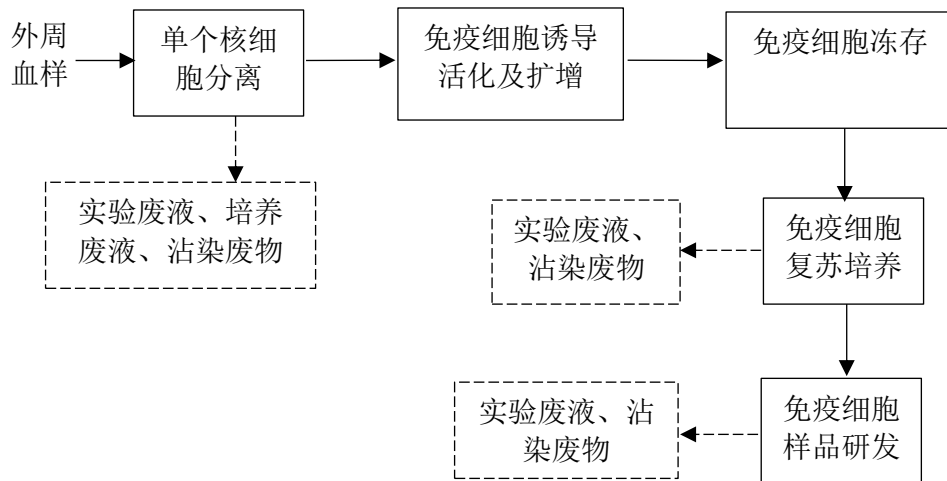 外周
血样
单个核细
胞分离
免疫细胞诱导
活化及扩增
免疫细胞冻存
实验废液、培养
废液、沾染废物
实验废液、
沾染废物
免疫细胞
复苏培养
实验废液、沾
染废物
免疫细胞
样品研发